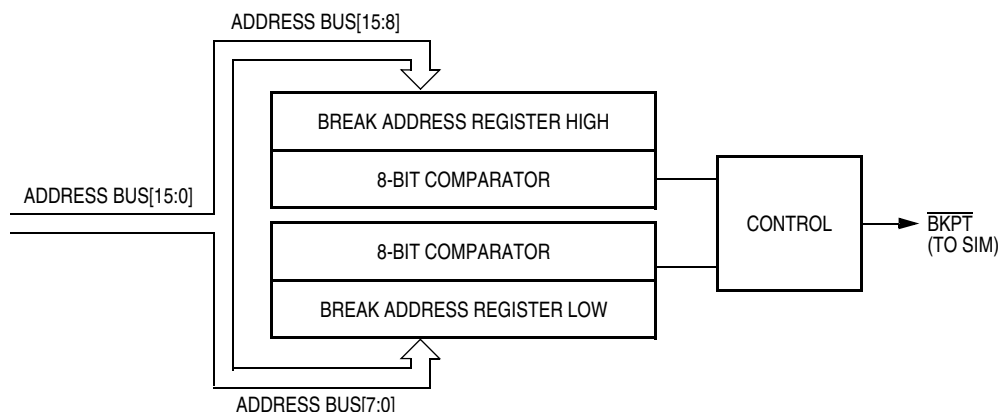 ADDRESS BUS[15:8]
BREAK ADDRESS REGISTER HIGH
8-BIT COMPARATOR
ADDRESS BUS[15:0]
CONTROL
BKPT
(TO SIM)
8-BIT COMPARATOR
BREAK ADDRESS REGISTER LOW
ADDRESS BUS[7:0]